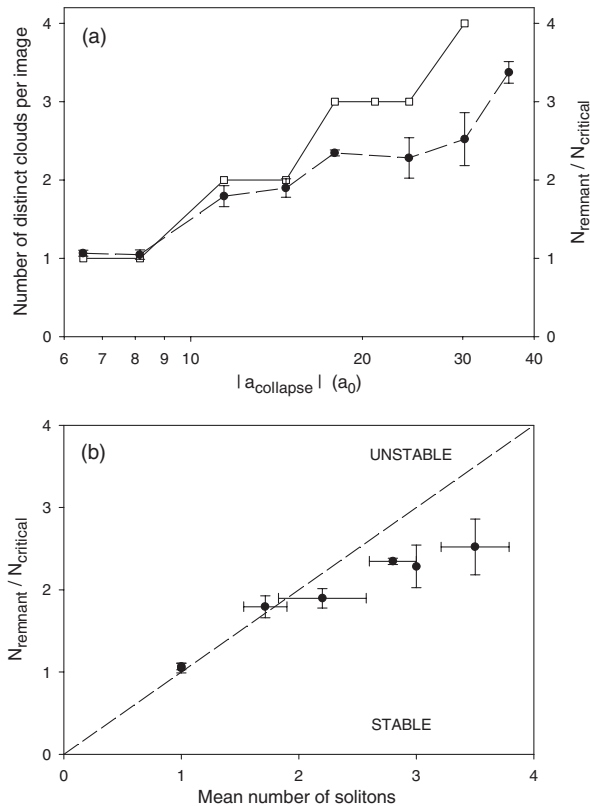 (a)
Number of distinct clouds per image
4
3
2
1
0
N_remnant / N_critical
4
3
2
1
0
6 7 8 9 10 20 30 40
| a_collapse | (a_0)
(b)
UNSTABLE
STABLE
N_remnant / N_critical
4
3
2
1
0
0 1 2 3 4
Mean number of solitons